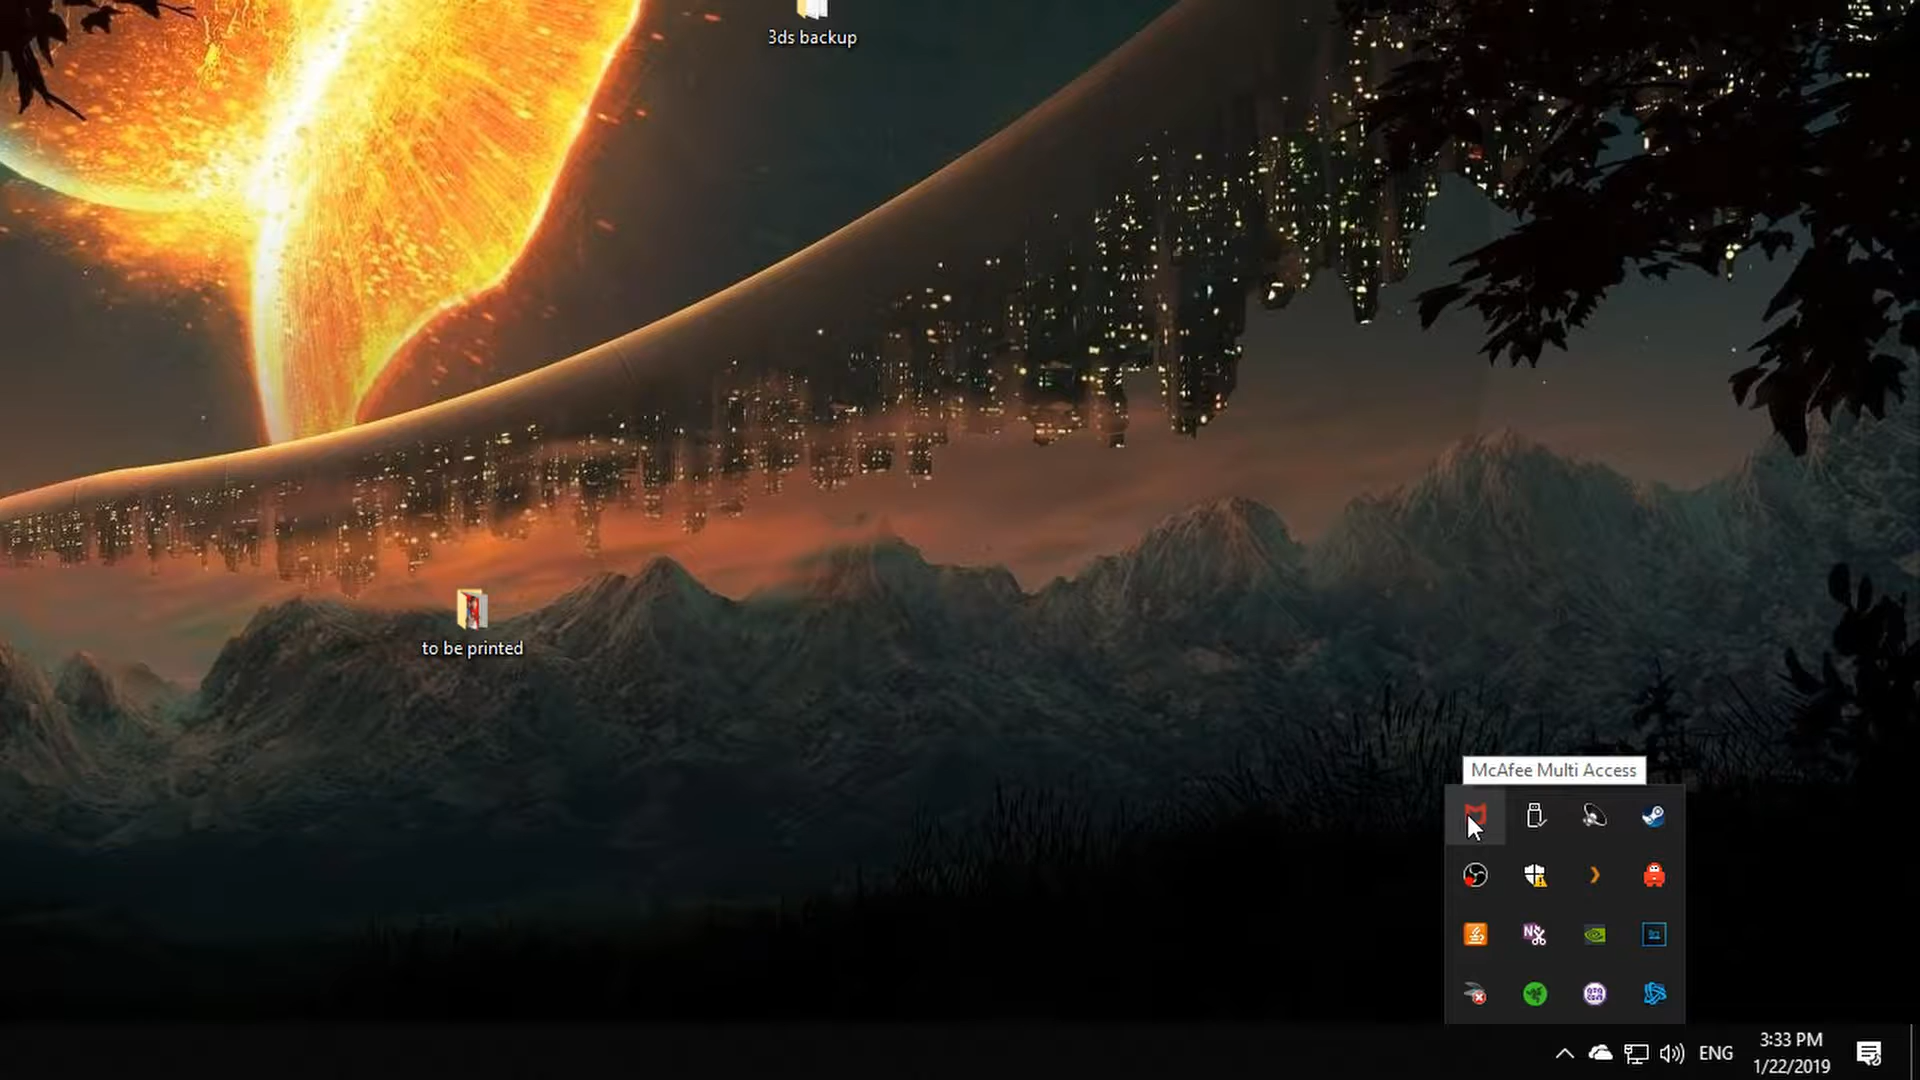 3ds backup
to be printed
McAfee Multi Access
ENG
3:33 PM
1/22/2019